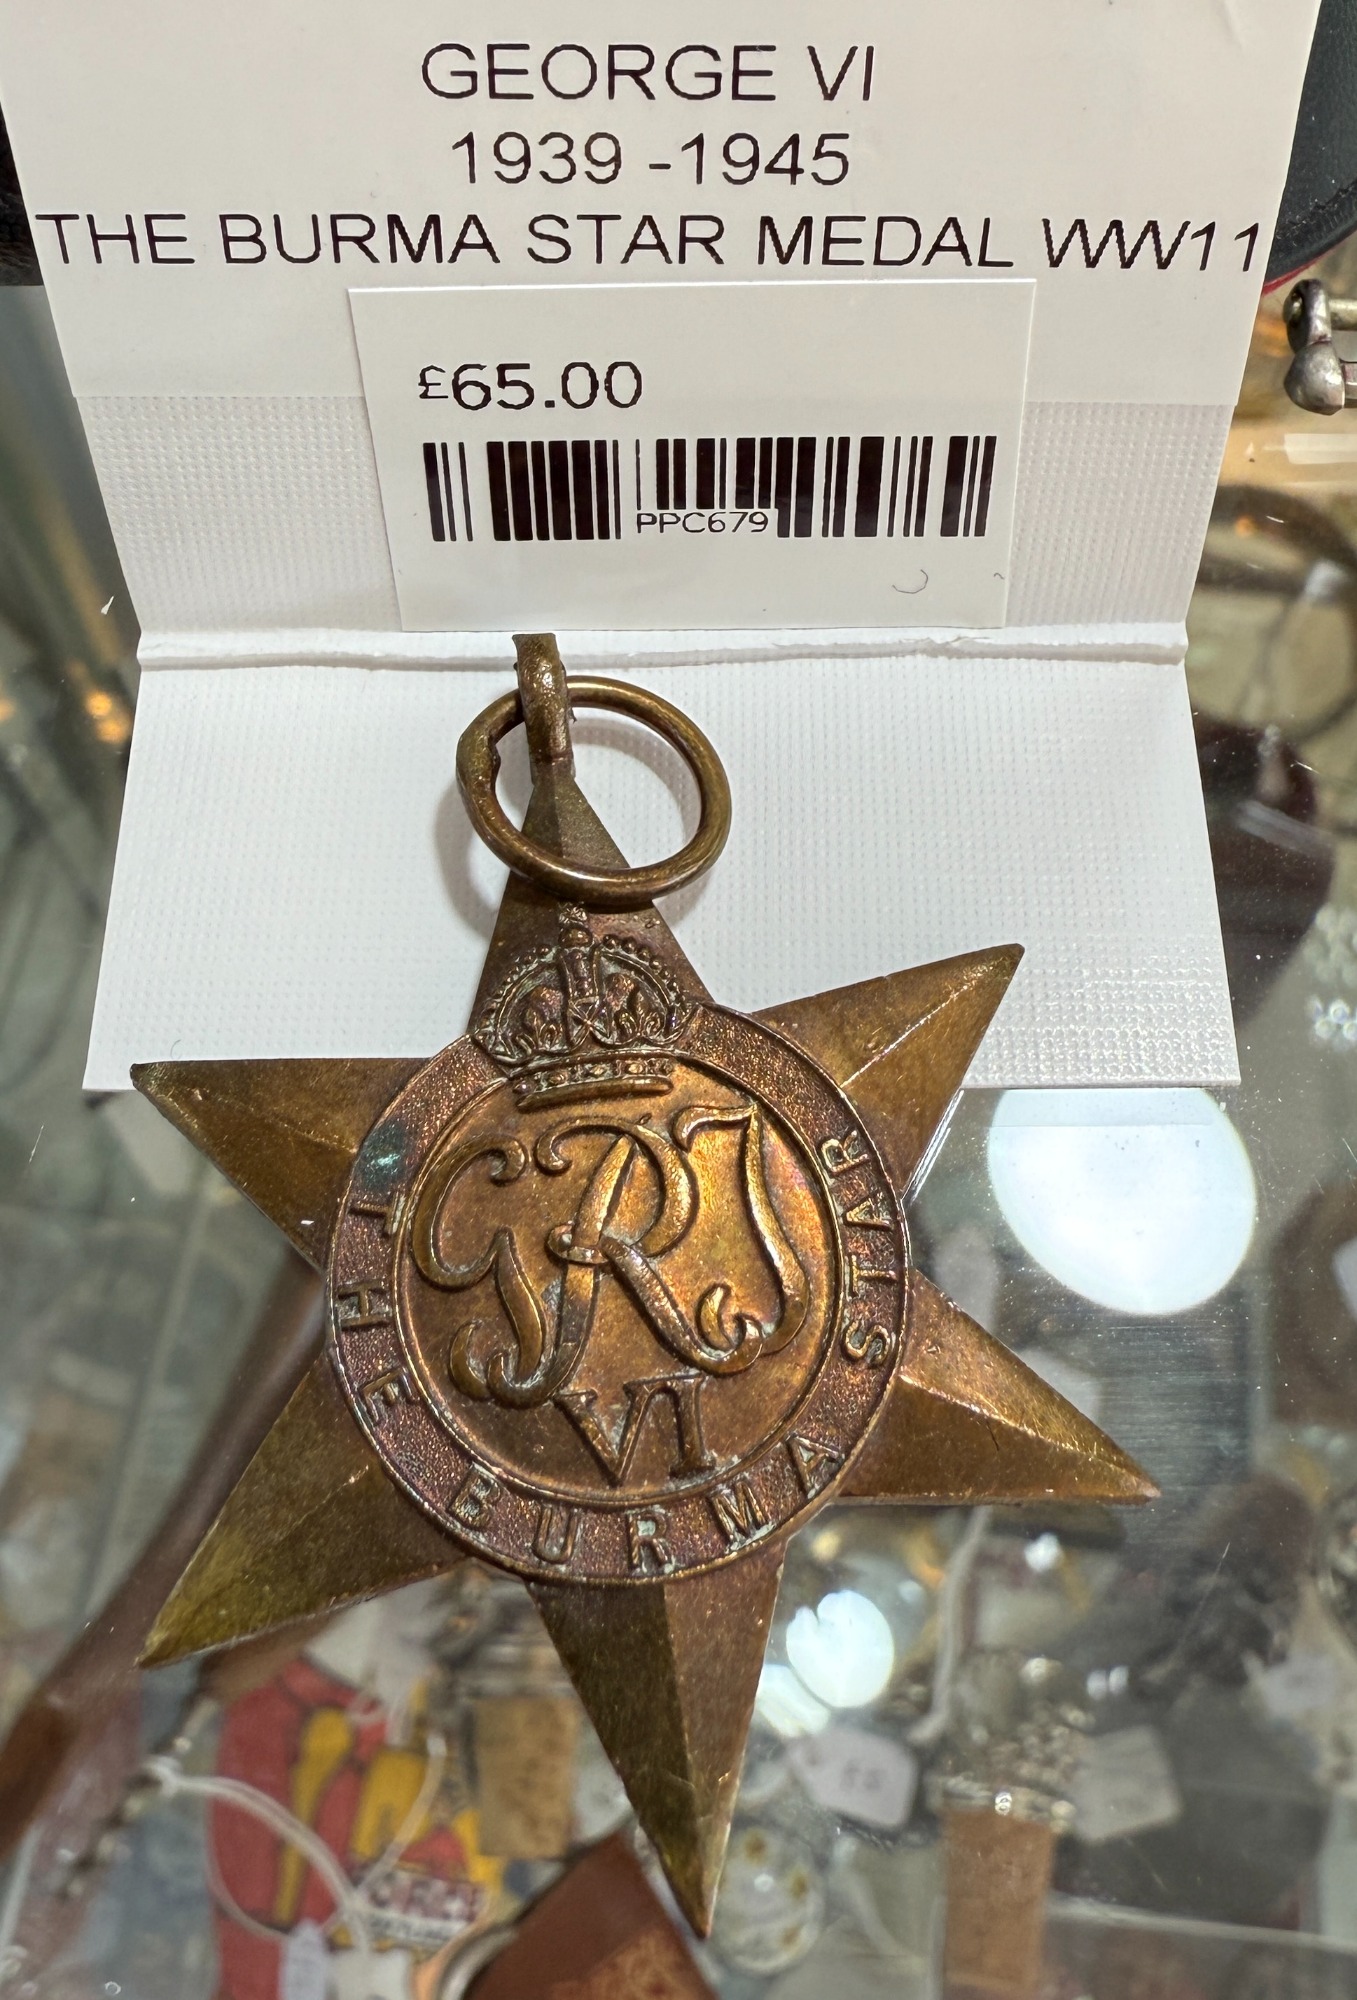 GEORGE VI
1939 -1945
THE BURMA STAR MEDAL WW11
£65.00
PPC679
GRI
VI
THE BURMA STAR